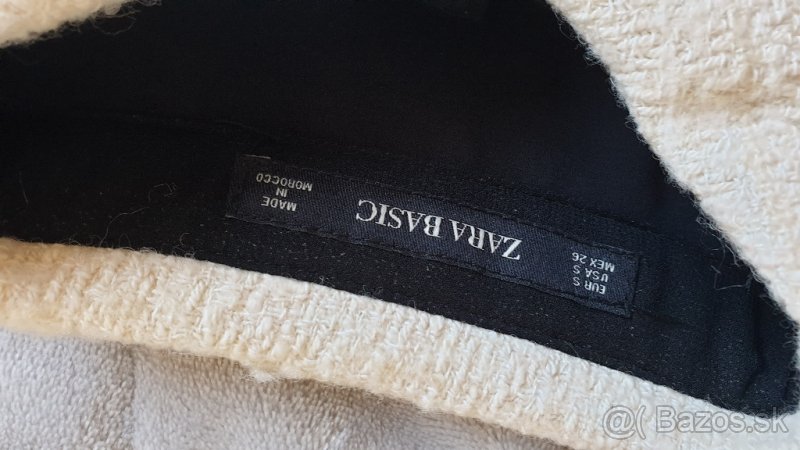 EUR S
USA S
MEX 26
ZARA BASIC
MADE
IN
MOROCCO
@( Bazos.sk